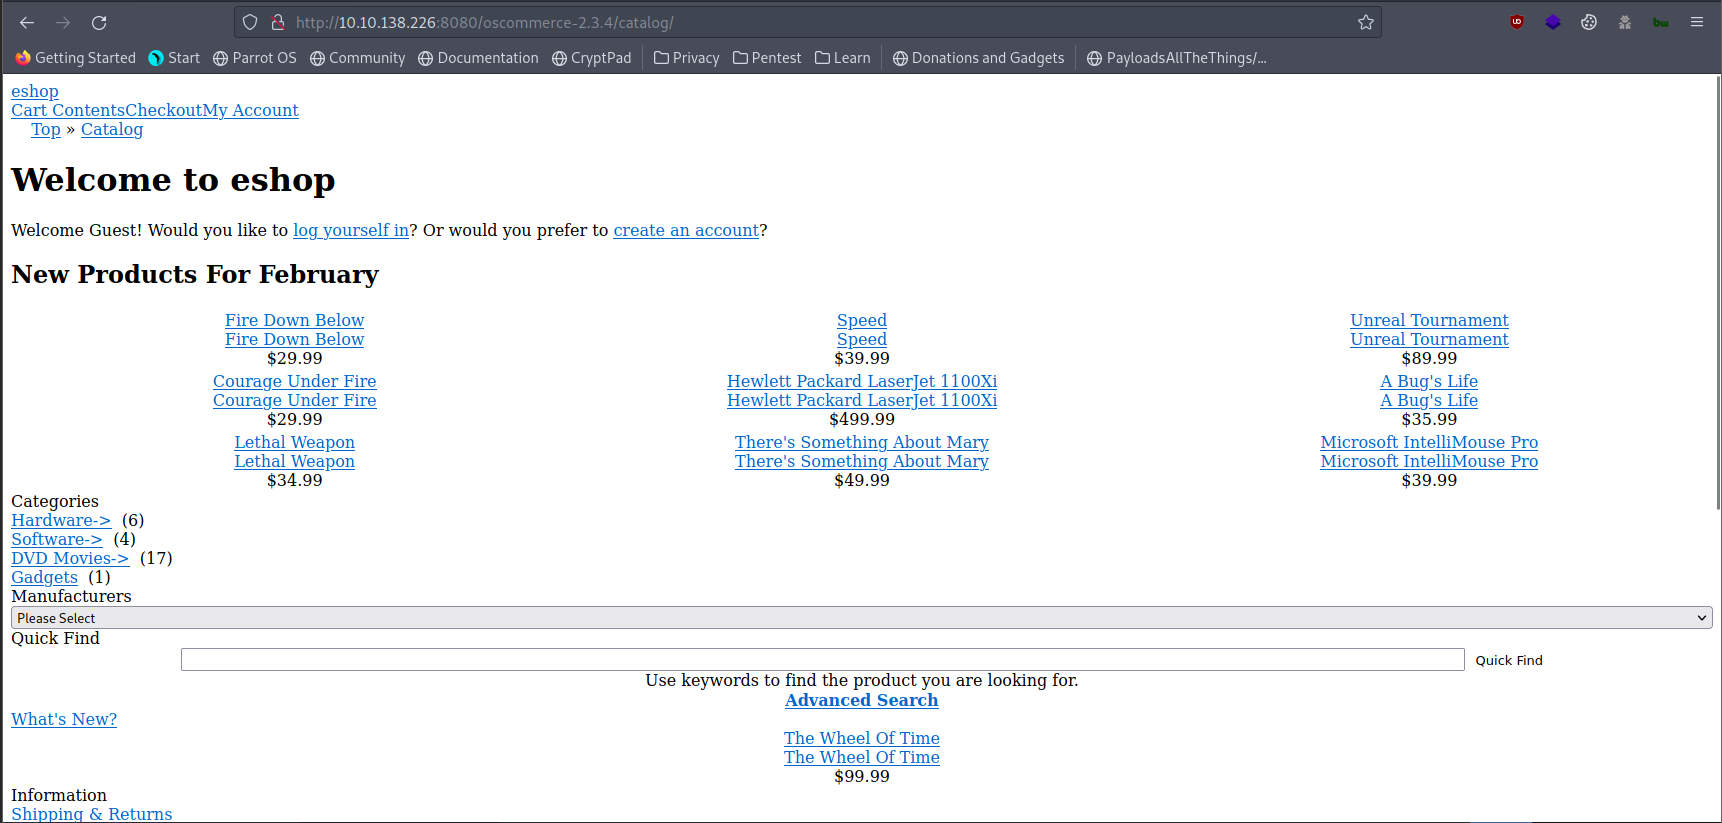 http://10.10.138.226:8080/oscommerce-2.3.4/catalog/
Getting Started Start Parrot OS Community Documentation CryptPad Privacy Pentest Learn Donations and Gadgets PayloadsAllTheThings/...
eshop
Cart ContentsCheckoutMy Account
Top » Catalog
Welcome to eshop
Welcome Guest! Would you like to log yourself in? Or would you prefer to create an account?
New Products For February
Fire Down Below Speed Unreal Tournament
Fire Down Below Speed Unreal Tournament
$29.99 $39.99 $89.99
Courage Under Fire Hewlett Packard LaserJet 1100Xi A Bug's Life
Courage Under Fire Hewlett Packard LaserJet 1100Xi A Bug's Life
$29.99 $499.99 $35.99
Lethal Weapon There's Something About Mary Microsoft IntelliMouse Pro
Lethal Weapon There's Something About Mary Microsoft IntelliMouse Pro
$34.99 $49.99 $39.99
Categories
Hardware-> (6)
Software-> (4)
DVD Movies-> (17)
Gadgets (1)
Manufacturers
Please Select
Quick Find
Quick Find
Use keywords to find the product you are looking for.
Advanced Search
What's New?
The Wheel Of Time
The Wheel Of Time
$99.99
Information
Shipping & Returns